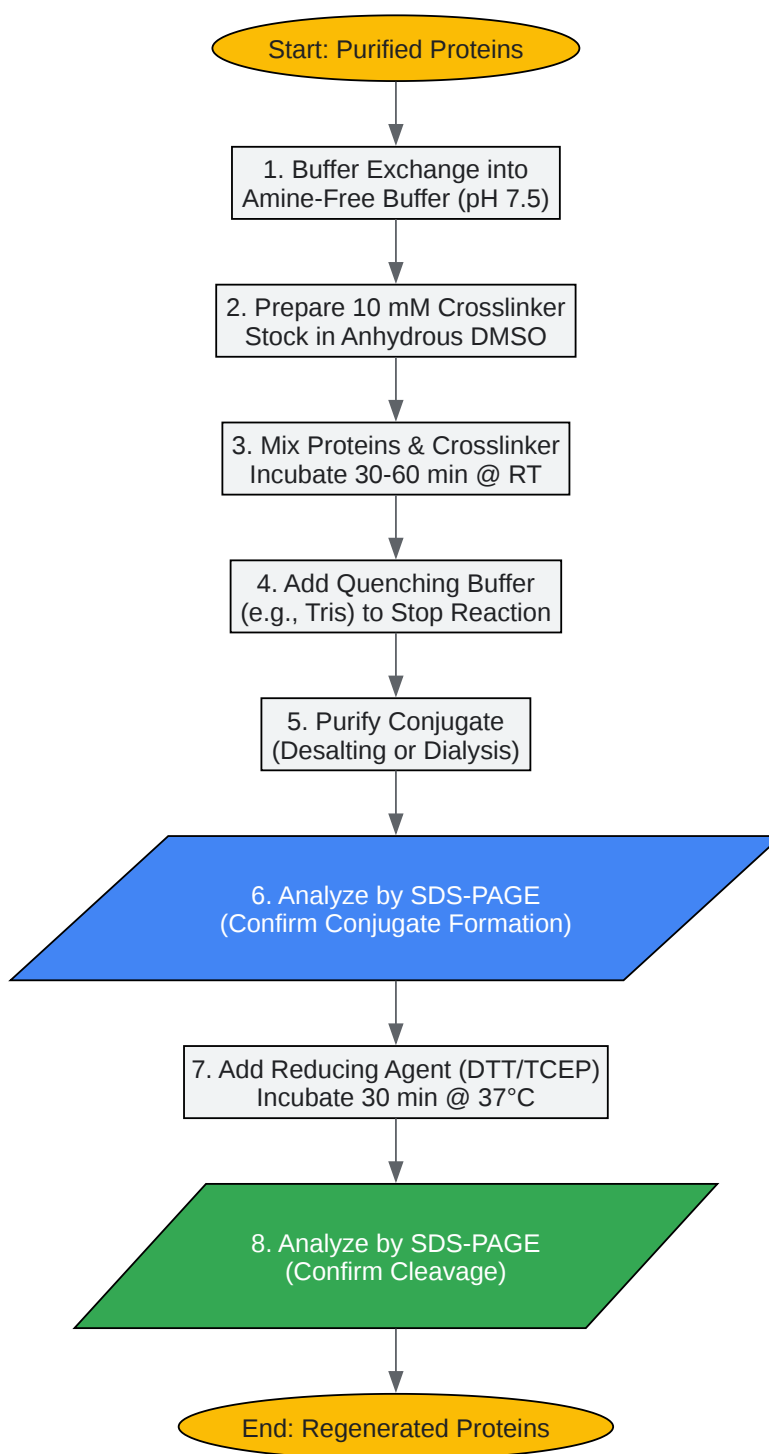 Start: Purified Proteins
1. Buffer Exchange into
Amine-Free Buffer (pH 7.5)
2. Prepare 10 mM Crosslinker
Stock in Anhydrous DMSO
3. Mix Proteins & Crosslinker
Incubate 30-60 min @ RT
4. Add Quenching Buffer
(e.g., Tris) to Stop Reaction
5. Purify Conjugate
(Desalting or Dialysis)
6. Analyze by SDS-PAGE
(Confirm Conjugate Formation)
7. Add Reducing Agent (DTT/TCEP)
Incubate 30 min @ 37°C
8. Analyze by SDS-PAGE
(Confirm Cleavage)
End: Regenerated Proteins